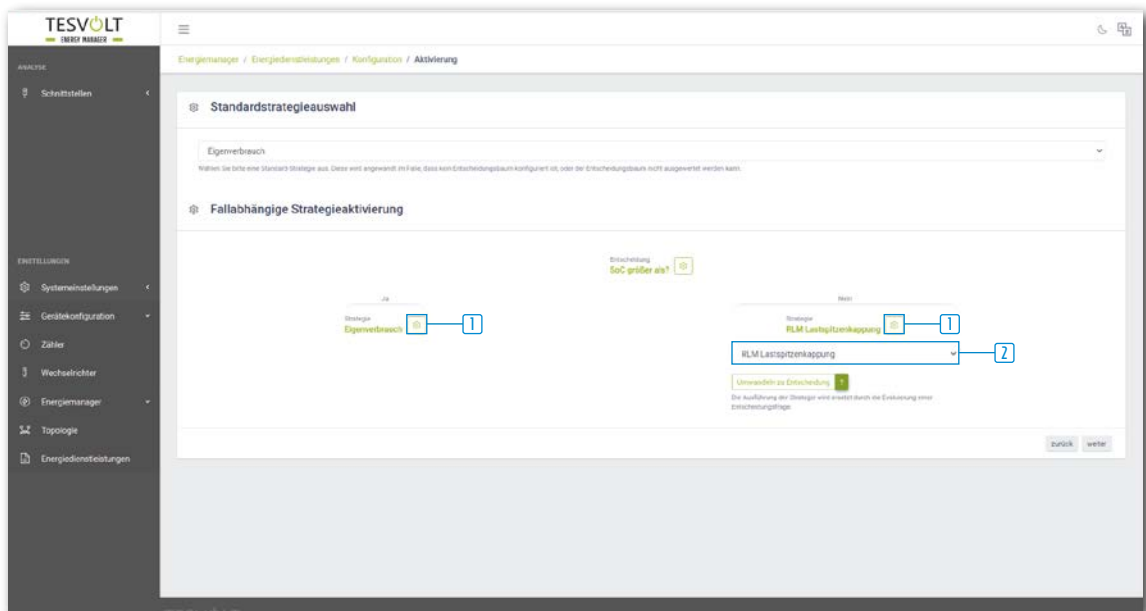 TESVOLT
ENERGY MANAGER
ANALYSE
Schnittstellen
EINSTELLUNGEN
Systemeinstellungen
Gerätekonfiguration
Zähler
Wechselrichter
Energiemanager
Topologie
Energiedienstleistungen
Energiemanager / Energiedienstleistungen / Konfiguration / Aktivierung
Standardstrategieauswahl
Eigenverbrauch
Wählen Sie bitte eine Standard-Strategie aus. Diese wird angewandt im Falle, dass kein Entscheidungsbaum konfiguriert ist, oder der Entscheidungsbaum nicht ausgewertet werden kann.
Fallabhängige Strategieaktivierung
Entscheidung
SoC größer als?
Ja
Nein
Strategie
Eigenverbrauch
1
Strategie
RLM Lastspitzenkappung
1
RLM Lastspitzenkappung
2
Umwandeln zu Entscheidung ?
Die Ausführung der Strategie wird ersetzt durch die Evaluierung einer
Entscheidungsfrage.
zurück weiter